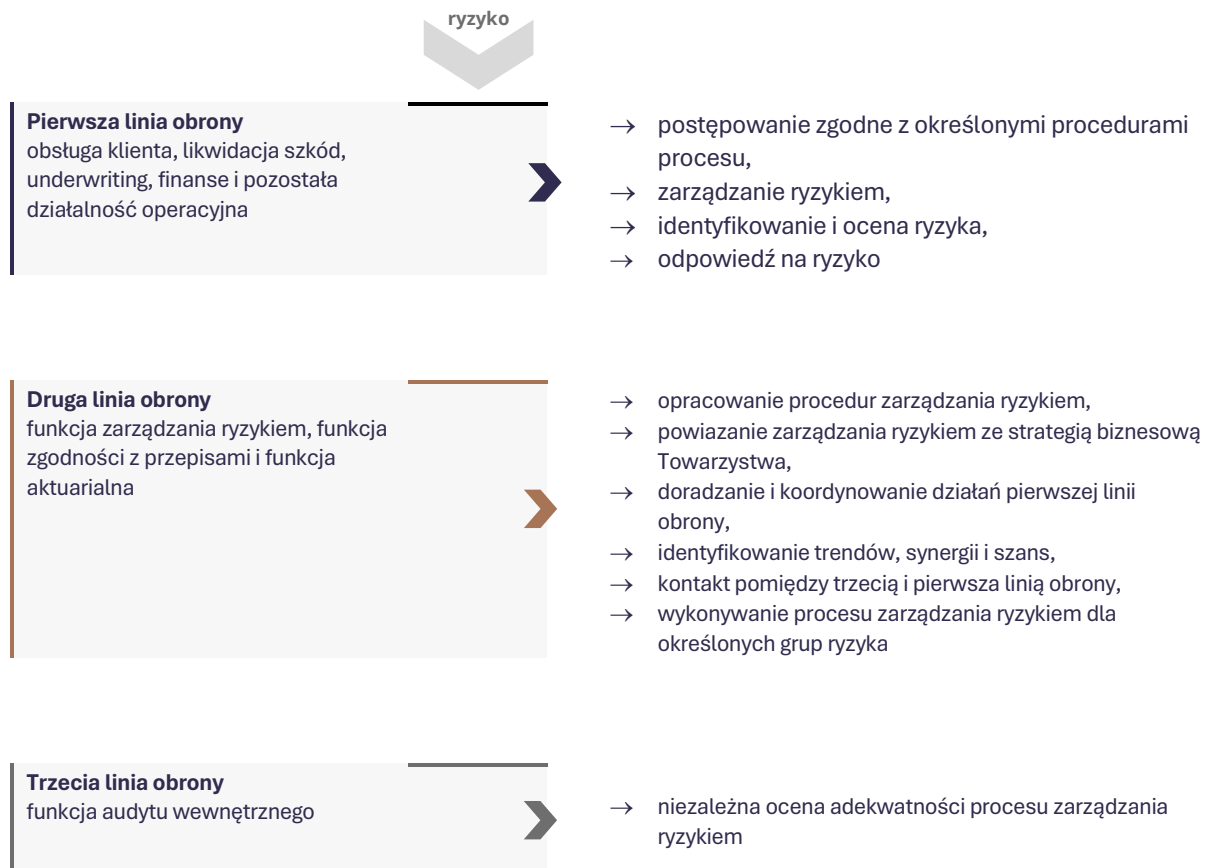 ryzyko
Pierwsza linia obrony
obsługa klienta, likwidacja szkód,
underwriting, finanse i pozostała
działalność operacyjna
→ postępowanie zgodne z określonymi procedurami
procesu,
→ zarządzanie ryzykiem,
→ identyfikowanie i ocena ryzyka,
→ odpowiedź na ryzyko
Druga linia obrony
funkcja zarządzania ryzykiem, funkcja
zgodności z przepisami i funkcja
aktuarialna
→ opracowanie procedur zarządzania ryzykiem,
→ powiazanie zarządzania ryzykiem ze strategią biznesową
Towarzystwa,
→ doradzanie i koordynowanie działań pierwszej linii
obrony,
→ identyfikowanie trendów, synergii i szans,
→ kontakt pomiędzy trzecią i pierwsza linią obrony,
→ wykonywanie procesu zarządzania ryzykiem dla
określonych grup ryzyka
Trzecia linia obrony
funkcja audytu wewnętrznego
→ niezależna ocena adekwatności procesu zarządzania
ryzykiem